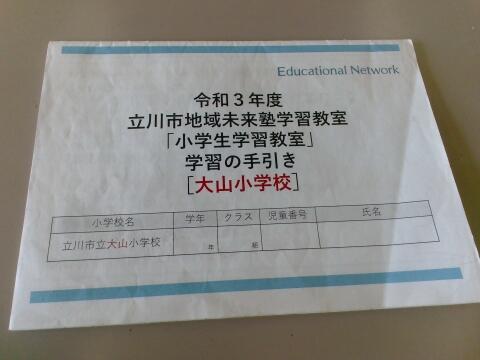 Educational Network
令和３年度
立川市地域未来塾学習教室
「小学生学習教室」
学習の手引き
[大山小学校]
小学校名 学年 クラス 児童番号 氏名
立川市立大山小学校 年 組